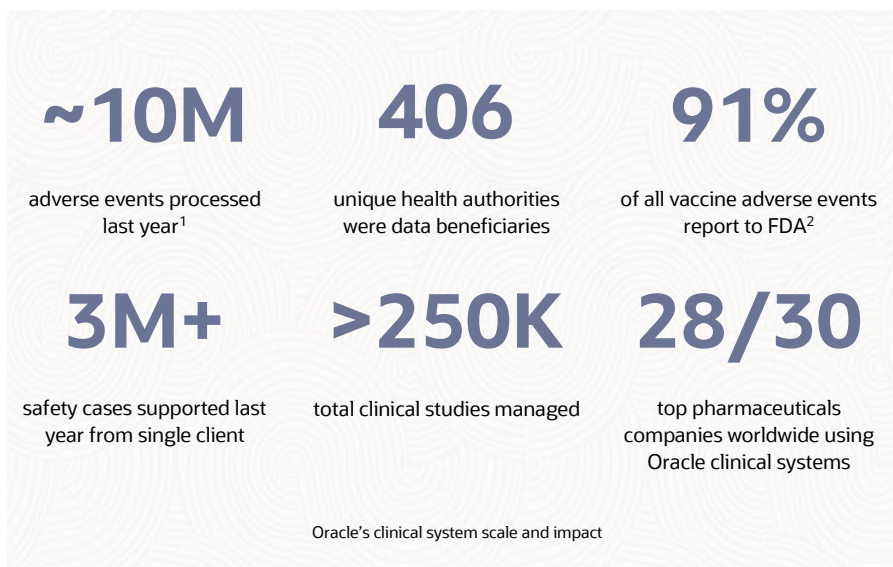 ~10M
adverse events processed
last year1
406
unique health authorities
were data beneficiaries
91%
of all vaccine adverse events
report to FDA2
3M+
safety cases supported last
year from single client
>250K
total clinical studies managed
28/30
top pharmaceuticals
companies worldwide using
Oracle clinical systems
Oracle's clinical system scale and impact